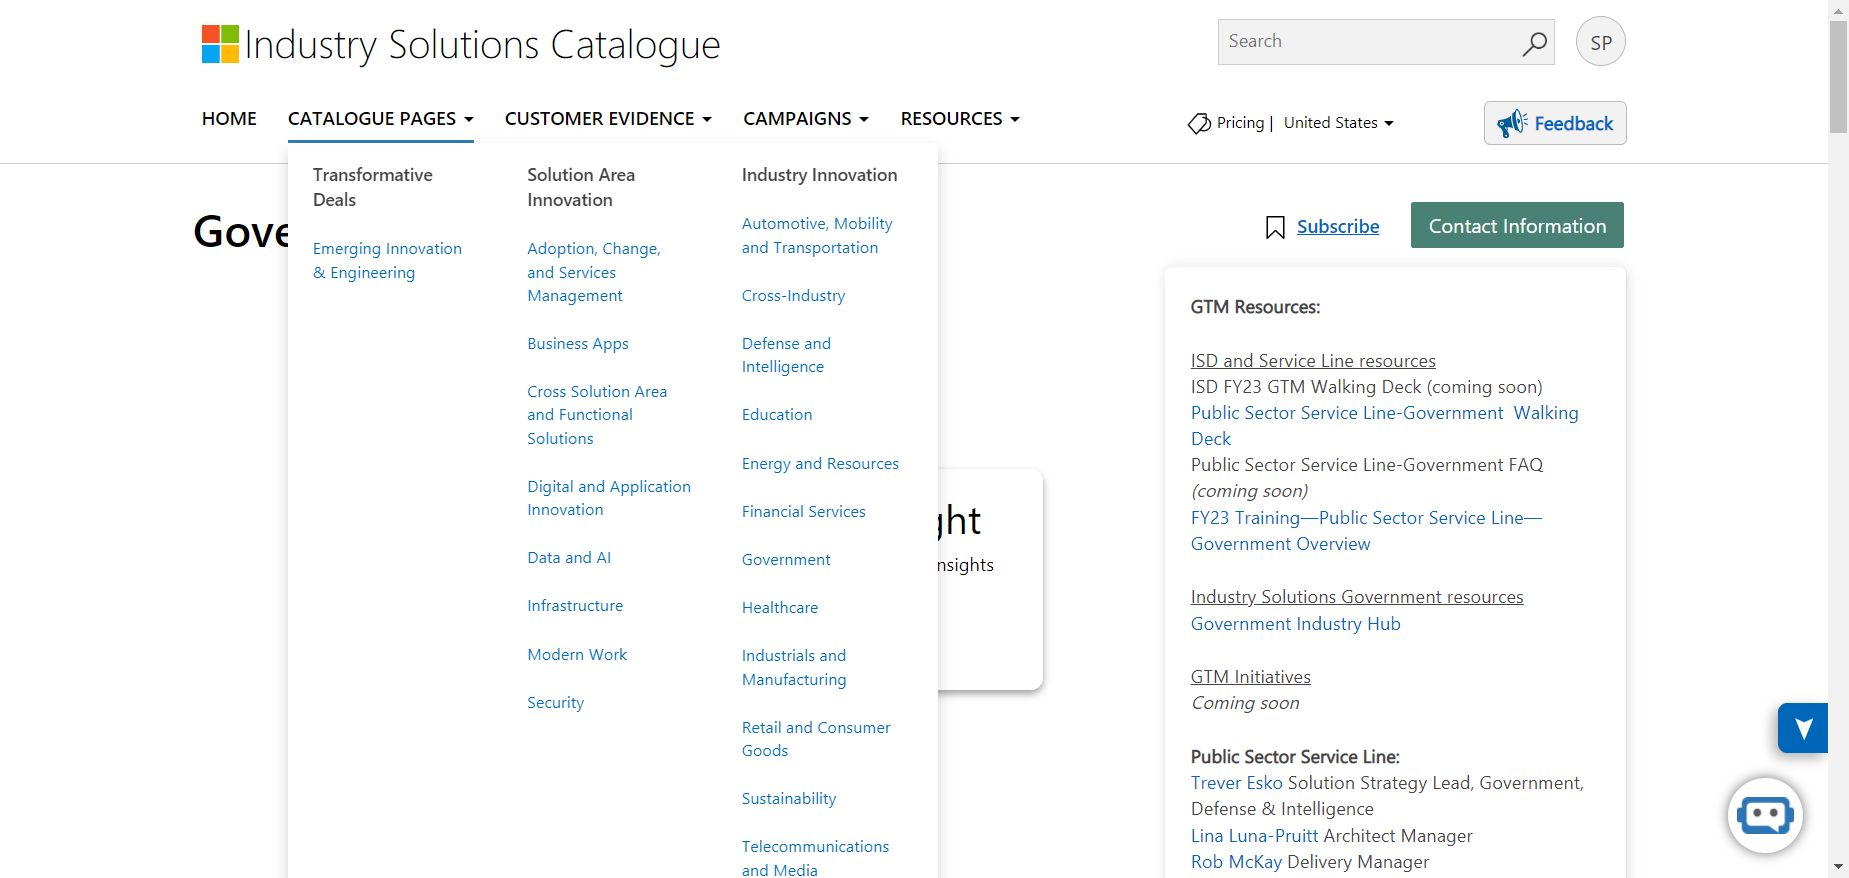 Industry Solutions Catalogue
Search
SP
HOME
CATALOGUE PAGES
CUSTOMER EVIDENCE
CAMPAIGNS
RESOURCES
Pricing |
United States
Feedback
Transformative
Deals
Emerging Innovation
& Engineering
Solution Area
Innovation
Adoption, Change,
and Services
Management
Business Apps
Cross Solution Area
and Functional
Solutions
Digital and Application
Innovation
Data and AI
Infrastructure
Modern Work
Security
Industry Innovation
Automotive, Mobility
and Transportation
Cross-Industry
Defense and
Intelligence
Education
Energy and Resources
Financial Services
Government
Healthcare
Industrials and
Manufacturing
Retail and Consumer
Goods
Sustainability
Telecommunications
and Media
Subscribe
Contact Information
GTM Resources:
ISD and Service Line resources
ISD FY23 GTM Walking Deck (coming soon)
Public Sector Service Line-Government Walking
Deck
Public Sector Service Line-Government FAQ
(coming soon)
FY23 Training—Public Sector Service Line—
Government Overview
Industry Solutions Government resources
Government Industry Hub
GTM Initiatives
Coming soon
Public Sector Service Line:
Trever Esko Solution Strategy Lead, Government,
Defense & Intelligence
Lina Luna-Pruitt Architect Manager
Rob McKay Delivery Manager